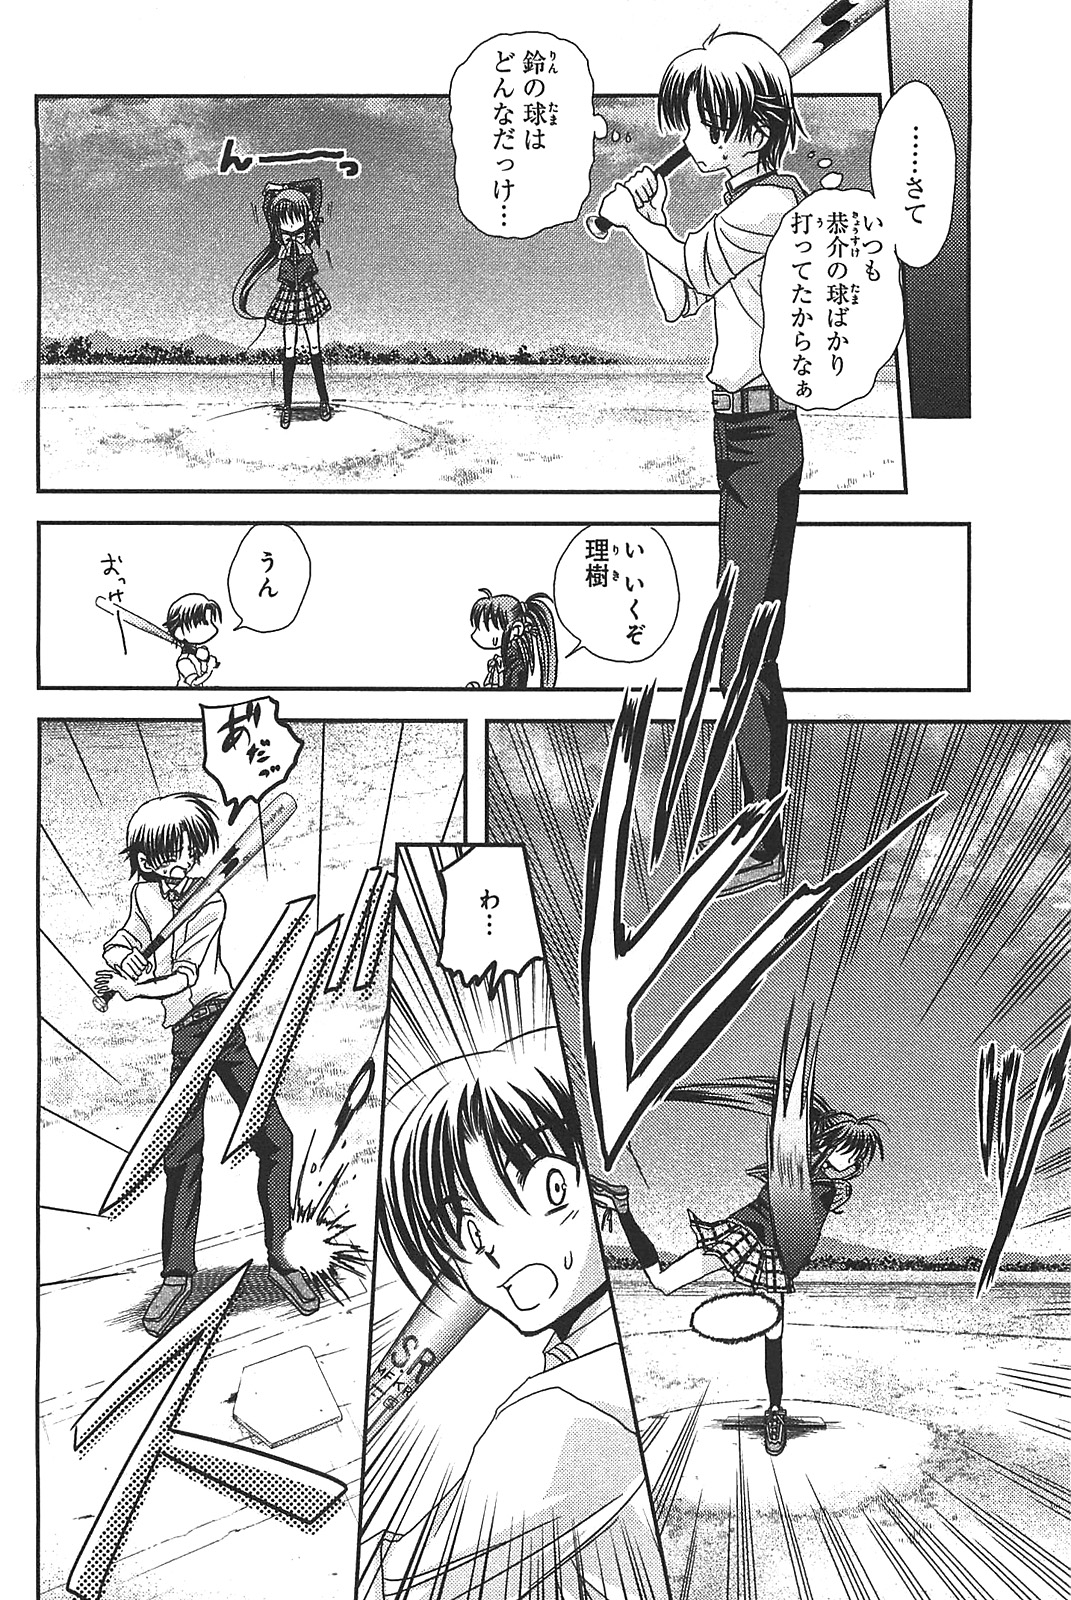 ……さて
いつも
恭介の球ばかり
打ってたからなぁ
鈴の球は
どんなだっけ…
んーーっ
いいくぞ
理樹
うん
おっけー
わ…
あだっ